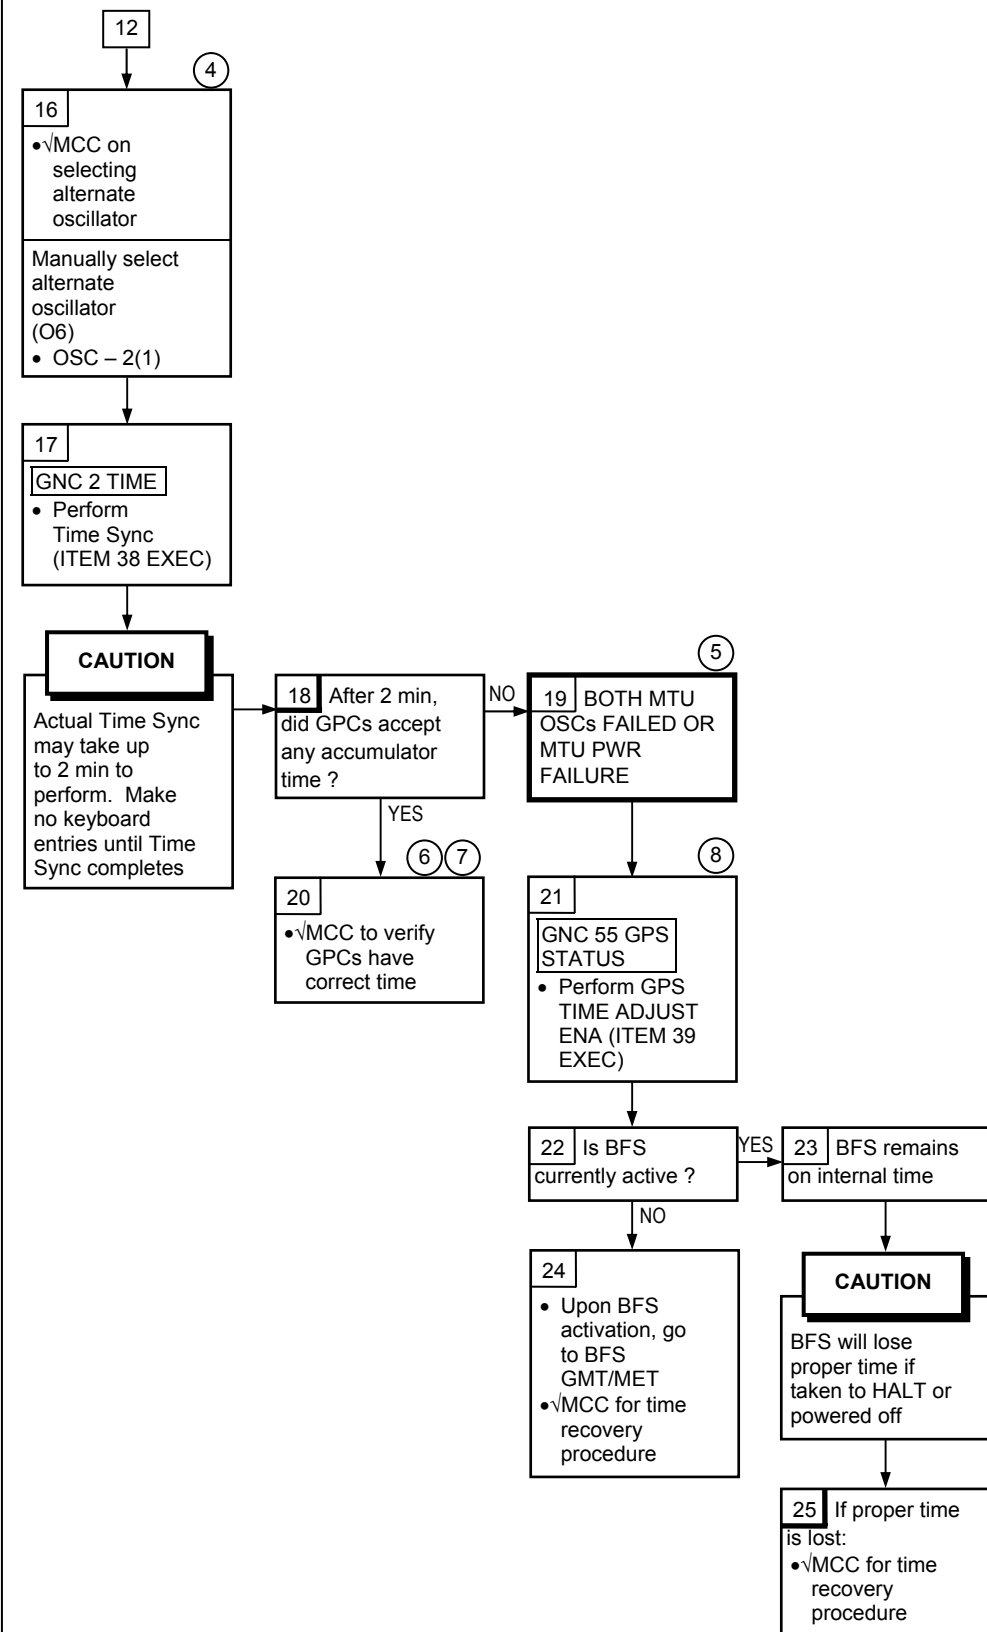 12
4
16
•√MCC on
selecting
alternate
oscillator
Manually select
alternate
oscillator
(O6)
• OSC – 2(1)
17
GNC 2 TIME
• Perform
Time Sync
(ITEM 38 EXEC)
CAUTION
Actual Time Sync
may take up
to 2 min to
perform. Make
no keyboard
entries until Time
Sync completes
18 After 2 min,
did GPCs accept
any accumulator
time ?
NO
YES
5
19 BOTH MTU
OSCs FAILED OR
MTU PWR
FAILURE
6 7
20
•√MCC to verify
GPCs have
correct time
8
21
GNC 55 GPS
STATUS
• Perform GPS
TIME ADJUST
ENA (ITEM 39
EXEC)
22 Is BFS
currently active ?
YES
NO
23 BFS remains
on internal time
24
• Upon BFS
activation, go
to BFS
GMT/MET
•√MCC for time
recovery
procedure
CAUTION
BFS will lose
proper time if
taken to HALT or
powered off
25 If proper time
is lost:
•√MCC for time
recovery
procedure